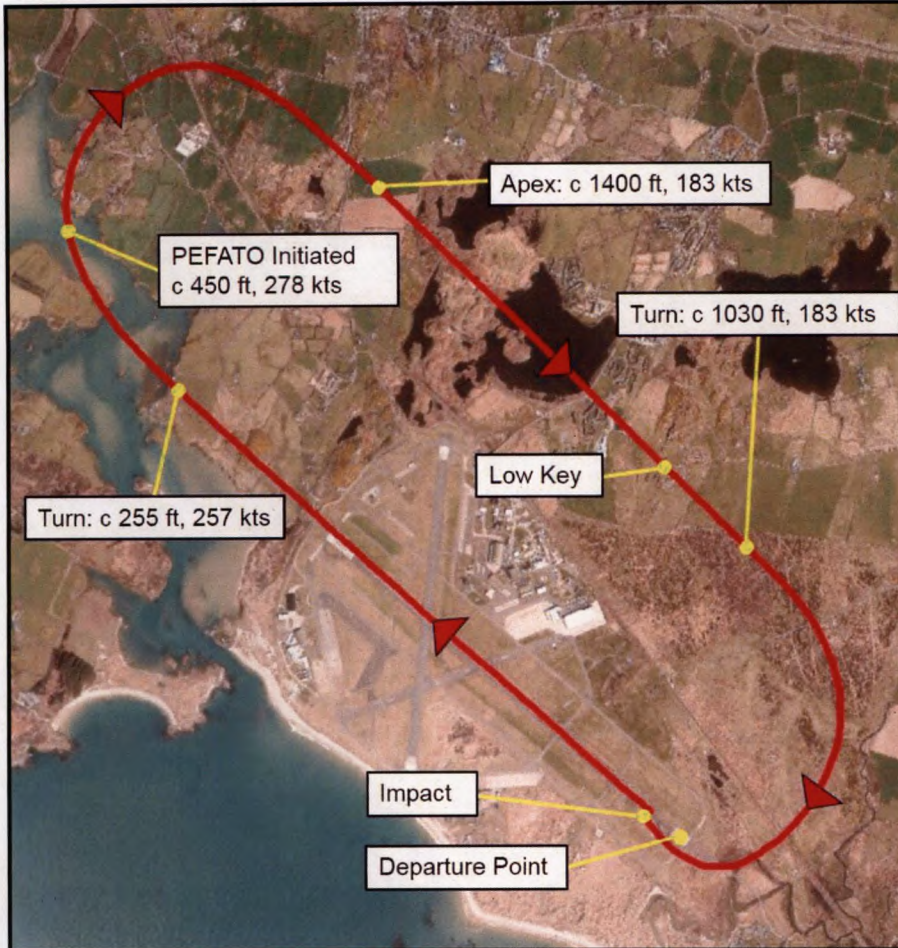 Apex: c 1400 ft, 183 kts
PEFATO Initiated
c 450 ft, 278 kts
Turn: c 1030 ft, 183 kts
Low Key
Turn: c 255 ft, 257 kts
Impact
Departure Point